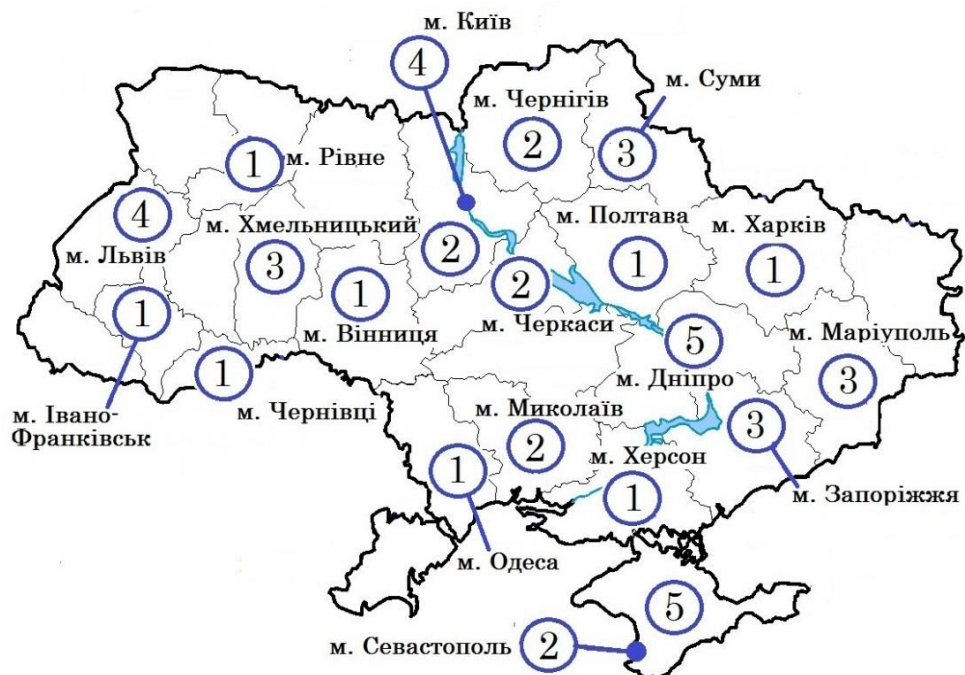 м. Київ
4
м. Суми
м. Чернігів
2
3
1
м. Рівне
4
м. Хмельницький
м. Полтава
м. Харків
м. Львів
3
2
1
1
1
2
м. Вінниця
м. Черкаси
1
5
м. Маріуполь
1
м. Дніпро
3
м. Івано-
Франківськ
м. Чернівці
м. Миколаїв
2
3
м. Херсон
1
1
м. Запоріжжя
м. Одеса
5
м. Севастополь
2